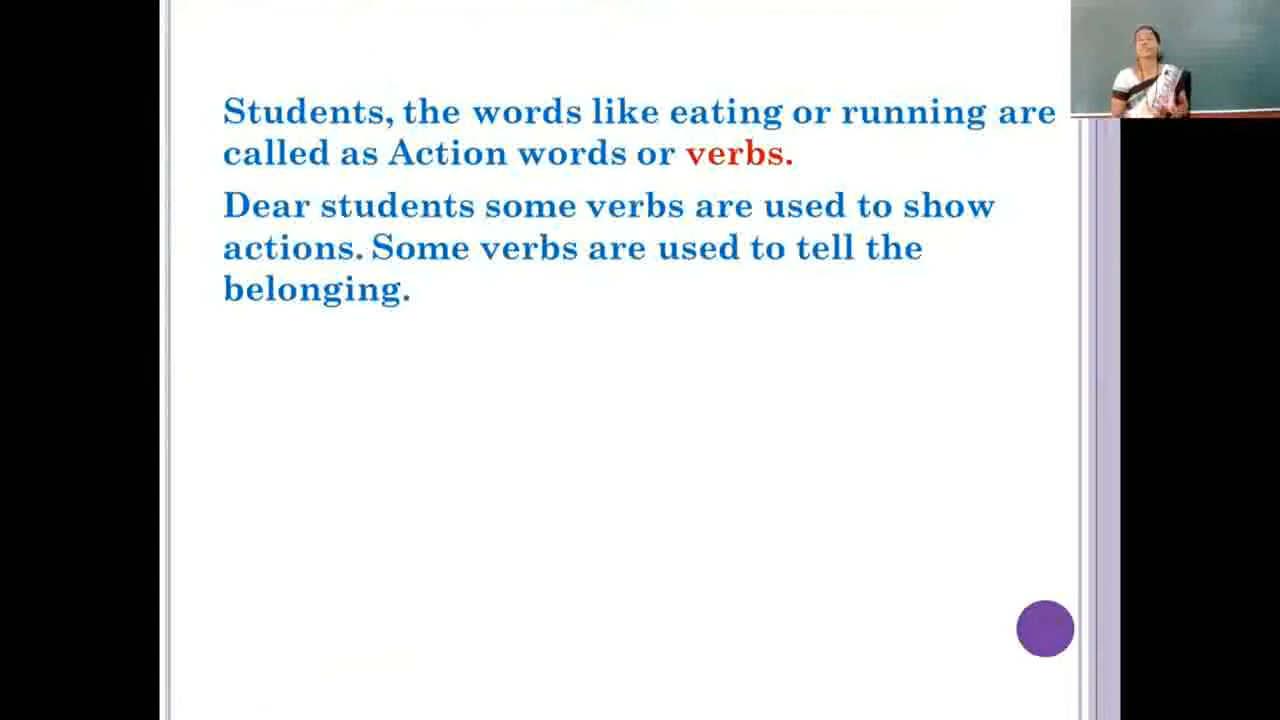 Students, the words like eating or running are
called as Action words or verbs.
Dear students some verbs are used to show
actions. Some verbs are used to tell the
belonging.